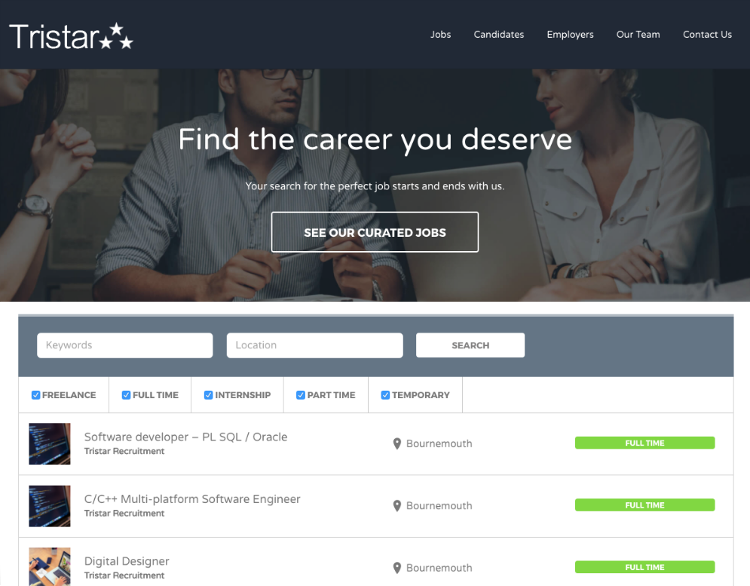 Tristar
Jobs Candidates Employers Our Team Contact Us
Find the career you deserve
Your search for the perfect job starts and ends with us.
SEE OUR CURATED JOBS
Keywords Location SEARCH
FREELANCE FULL TIME INTERNSHIP PART TIME TEMPORARY
Software developer – PL SQL / Oracle
Tristar Recruitment
Bournemouth
FULL TIME
C/C++ Multi-platform Software Engineer
Tristar Recruitment
Bournemouth
FULL TIME
Digital Designer
Tristar Recruitment
Bournemouth
FULL TIME